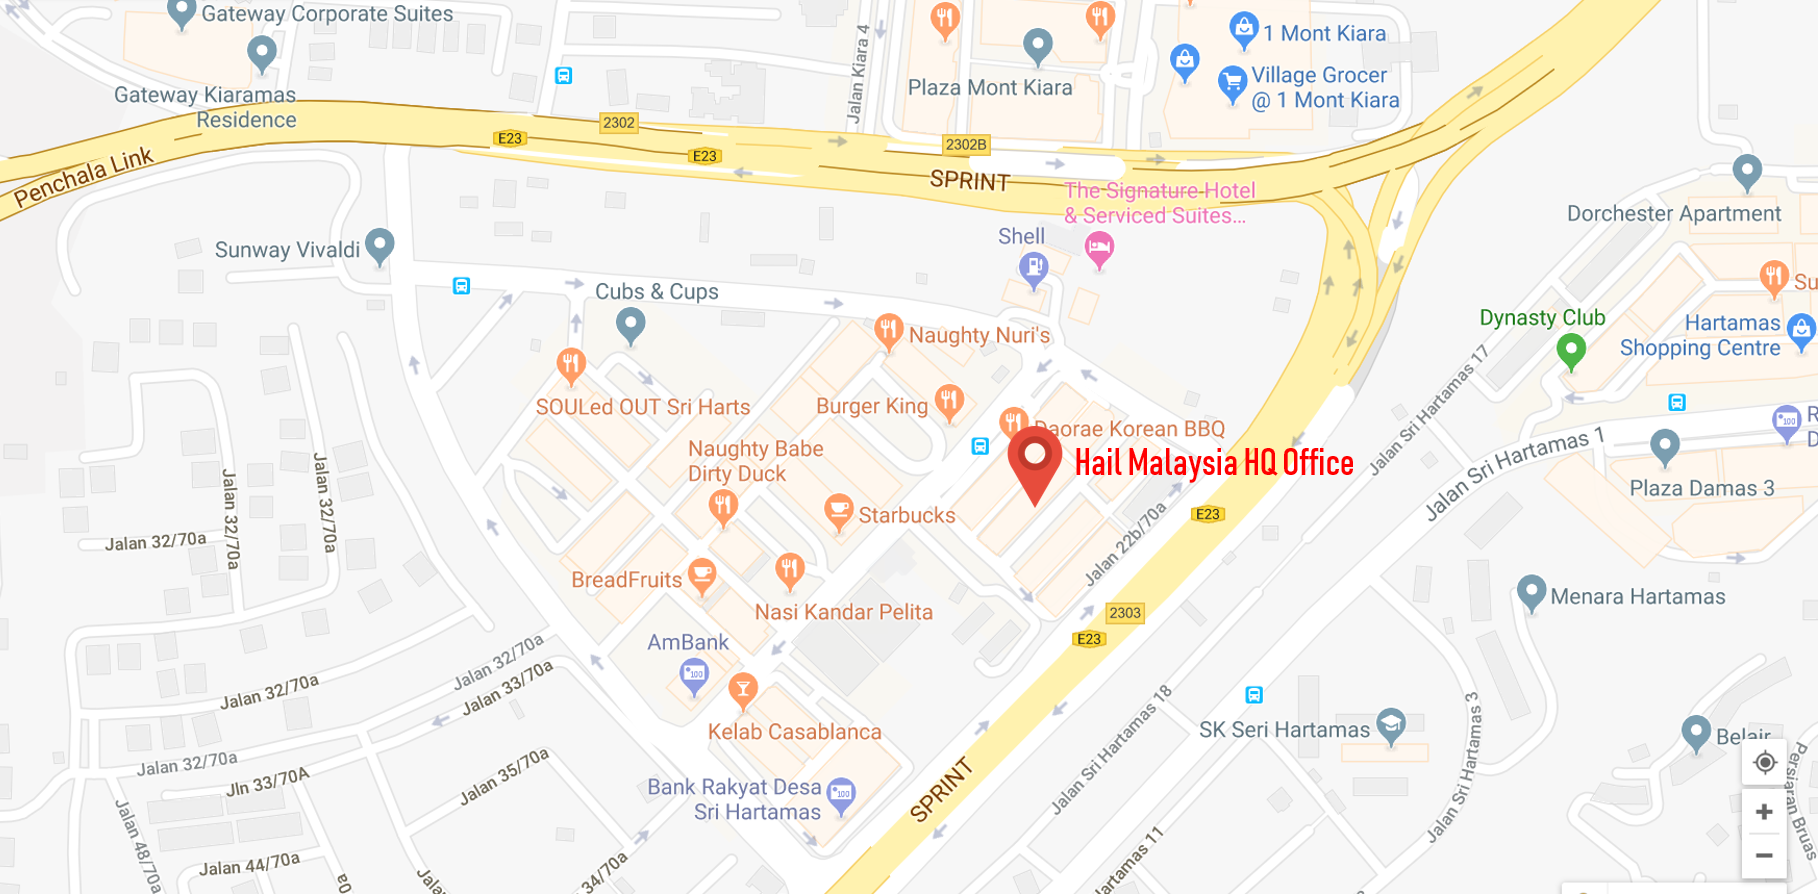 Gateway Corporate Suites
Gateway Kiaramas
Residence
Jalan Kiara 4
Plaza Mont Kiara
1 Mont Kiara
Village Grocer
@ 1 Mont Kiara
2302
E23
E23
2302B
Penchala Link
SPRINT
The Signature Hotel
& Serviced Suites...
Dorchester Apartment
Shell
Sunway Vivaldi
Cubs & Cups
Naughty Nuri's
Dynasty Club
Hartamas
Shopping Centre
Su
SOULed OUT Sri Harts
Burger King
Daorae Korean BBQ
Hail Malaysia HQ Office
Jalan Sri Hartamas 17
Jalan Sri Hartamas 1
R
D
Plaza Damas 3
Naughty Babe
Dirty Duck
Starbucks
E23
Jalan 22b/70a
Jalan 32/70a
Jalan 32/70a
Jalan 32/70a
BreadFruits
Nasi Kandar Pelita
2303
E23
Menara Hartamas
AmBank
100
Kelab Casablanca
Jalan 32/70a
Jalan 32/70a
Jalan 33/70a
Jalan 32/70a
Jln 33/70A
Jalan 35/70a
Bank Rakyat Desa
Sri Hartamas
100
SPRINT
Jalan Sri Hartamas 18
SK Seri Hartamas
Jalan Sri Hartamas 3
Jalan Sri Hartamas 3
Belair
Persiaran Bruas
Jalan 48/70a
Jalan 44/70a
0a
Jalan
34/70a
Hartamas 11
+
−